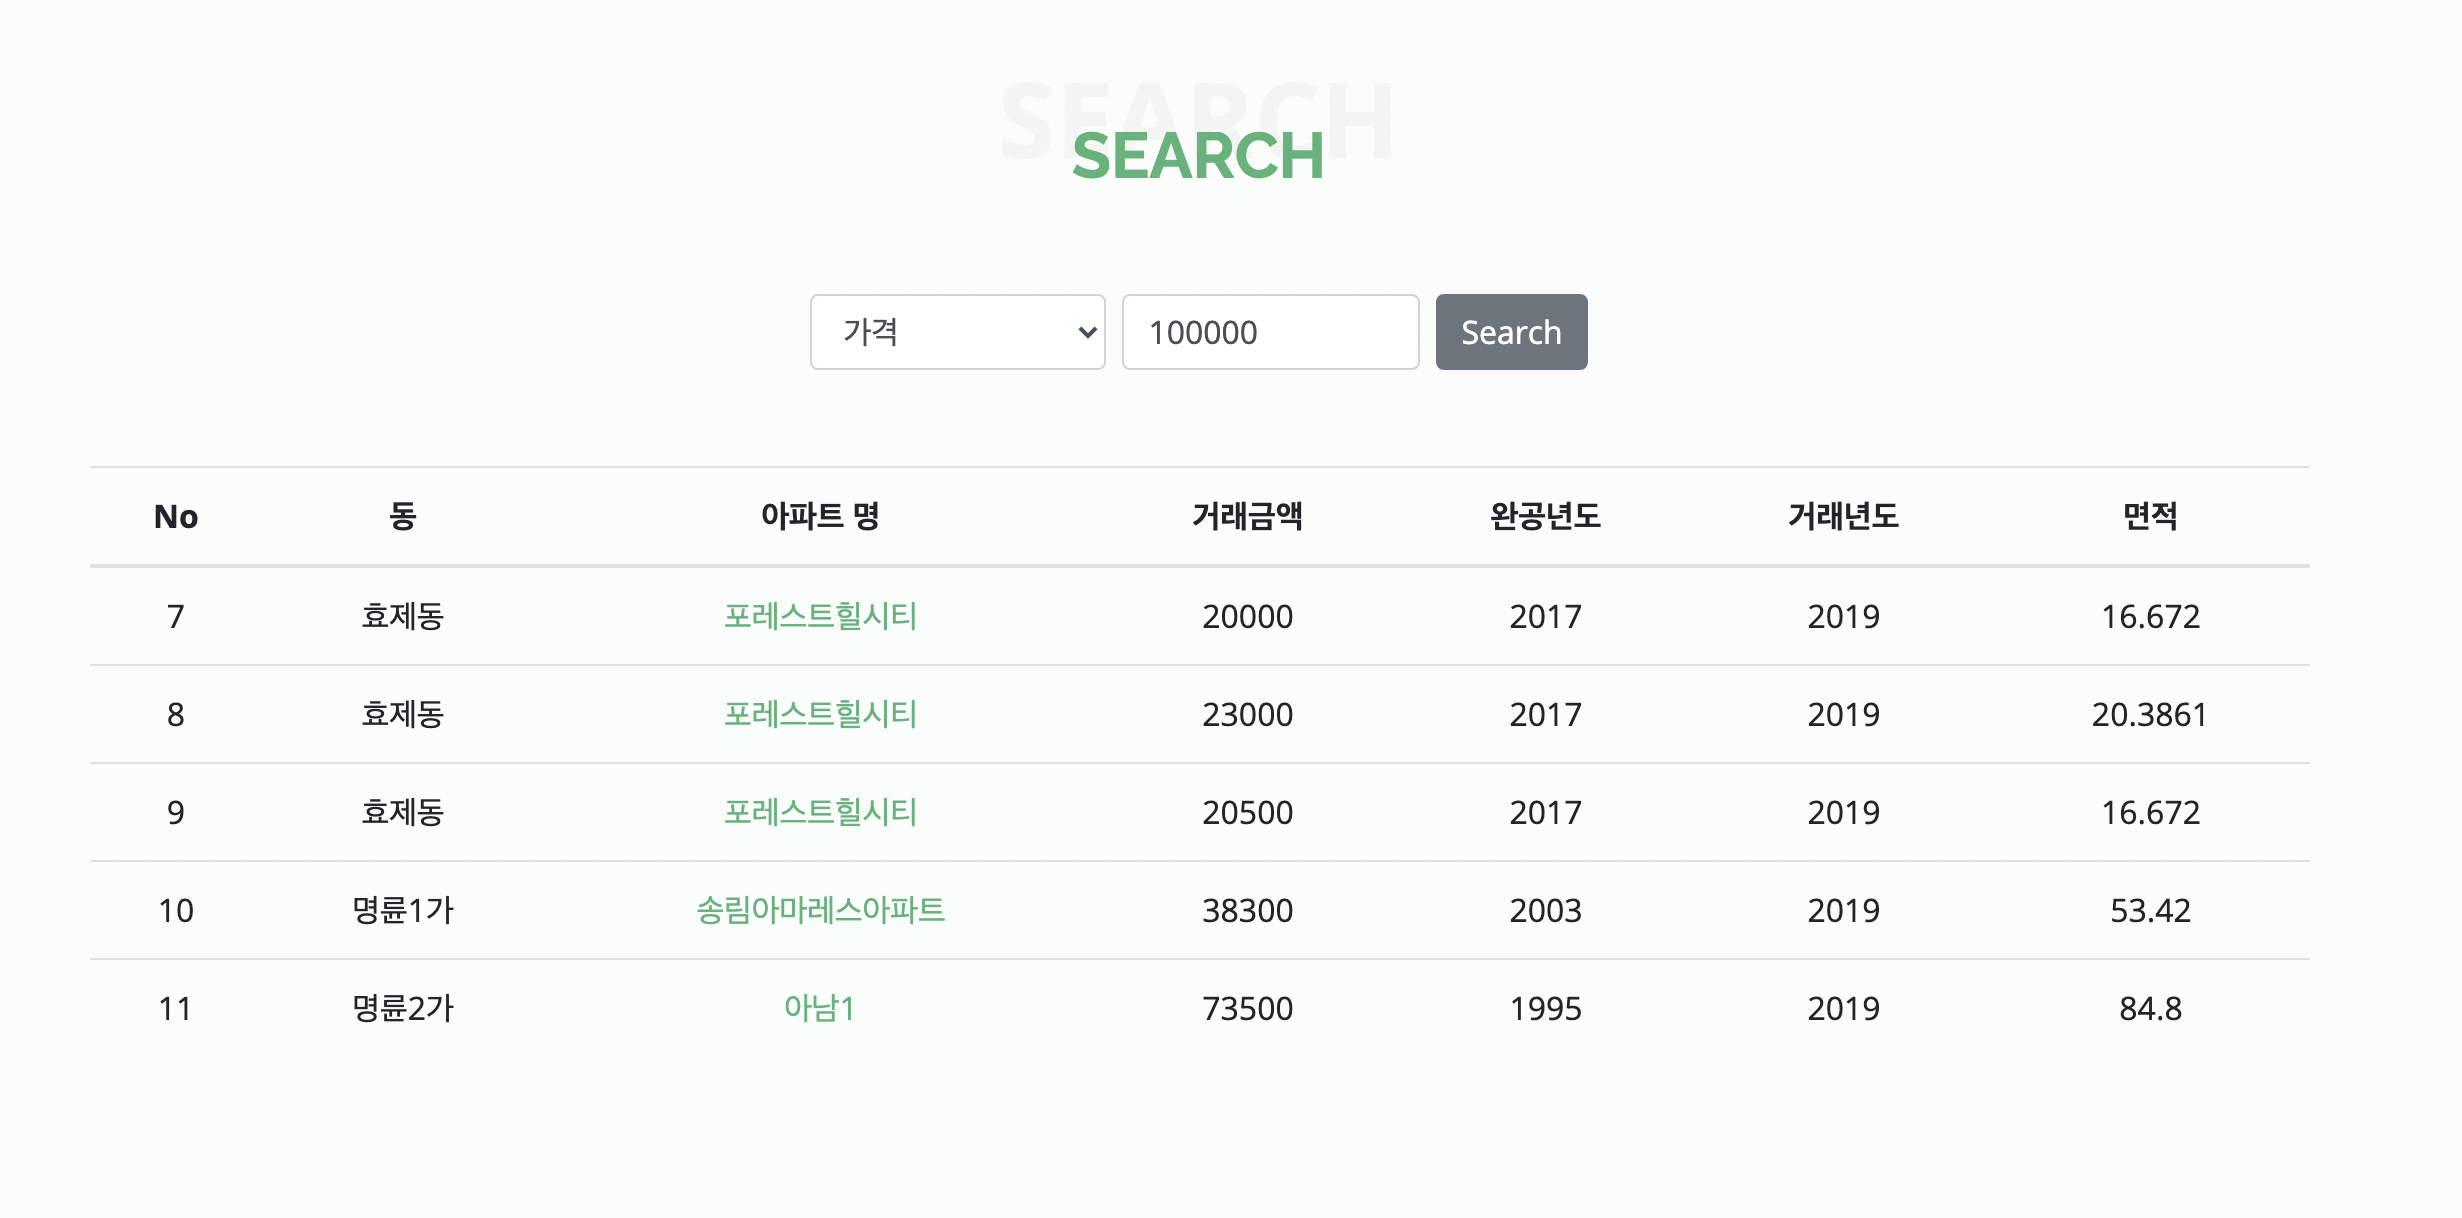 SEARCH
SEARCH
가격 100000 Search
No 동 아파트 명 거래금액 완공년도 거래년도 면적
7 효제동 포레스트힐시티 20000 2017 2019 16.672
8 효제동 포레스트힐시티 23000 2017 2019 20.3861
9 효제동 포레스트힐시티 20500 2017 2019 16.672
10 명륜1가 송림아마레스아파트 38300 2003 2019 53.42
11 명륜2가 아남1 73500 1995 2019 84.8